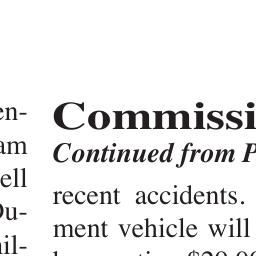 en-
am
ell
Du-
hil-
Commissi
Continued from P
recent accidents.
ment vehicle will